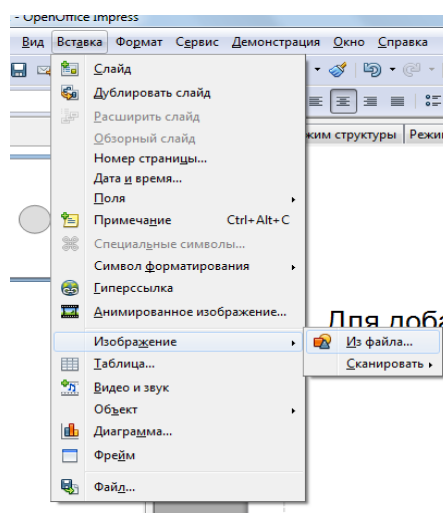 - OpenOffice Impress
Вид Вставка Формат Сервис Демонстрация Окно Справка
Слайд
Дублировать слайд
Расширить слайд
Обзорный слайд
Номер страницы...
Дата и время...
Поля
Примечание Ctrl+Alt+C
Специальные символы...
Символ форматирования
Гиперссылка
Анимированное изображение...
Изображение
Таблица...
Видео и звук
Объект
Диаграмма...
Фрейм
Файл...
Из файла...
Сканировать
жим структуры Режи
Для доба